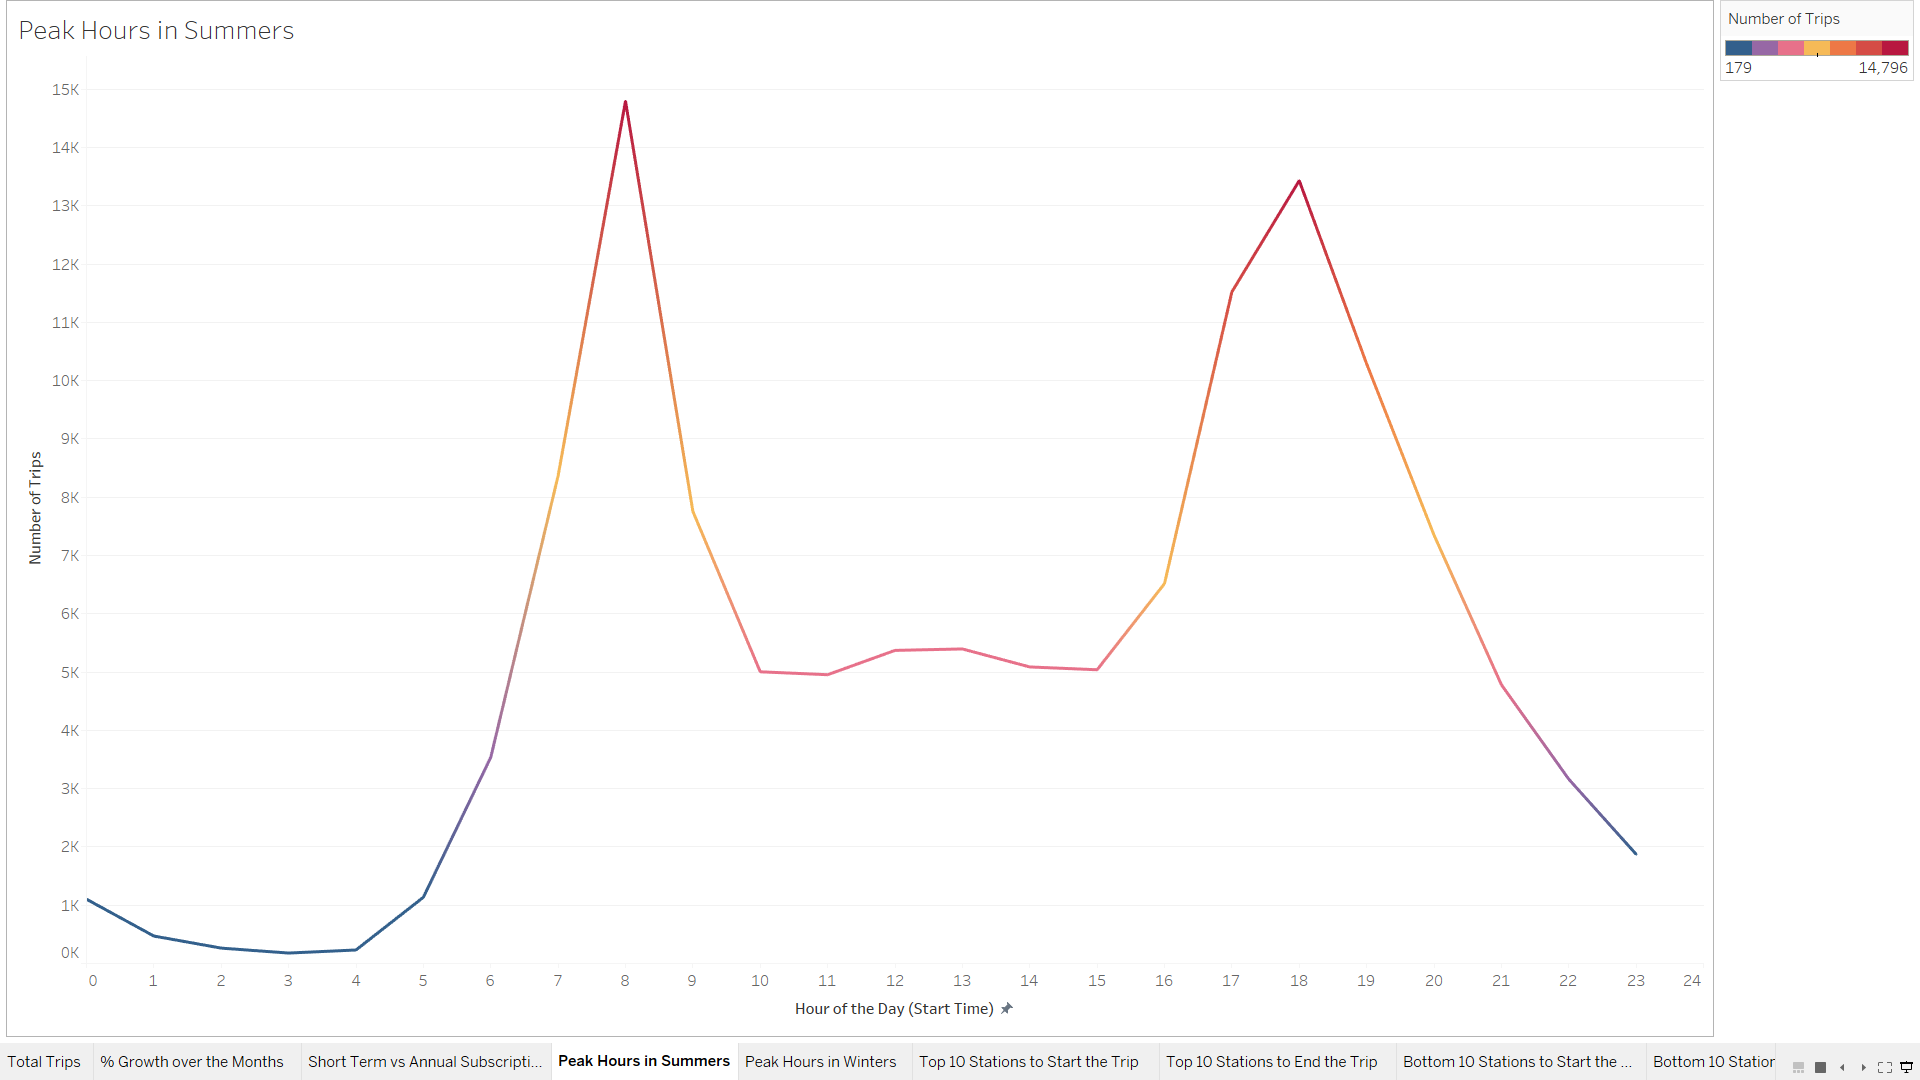 Peak Hours in Summers
Number of Trips
179 14,796
15K
14K
13K
12K
11K
10K
9K
8K
7K
6K
5K
4K
3K
2K
1K
0K
Number of Trips
0 1 2 3 4 5 6 7 8 9 10 11 12 13 14 15 16 17 18 19 20 21 22 23 24
Hour of the Day (Start Time)
Total Trips % Growth over the Months Short Term vs Annual Subscripti... Peak Hours in Summers Peak Hours in Winters Top 10 Stations to Start the Trip Top 10 Stations to End the Trip Bottom 10 Stations to Start the ... Bottom 10 Station